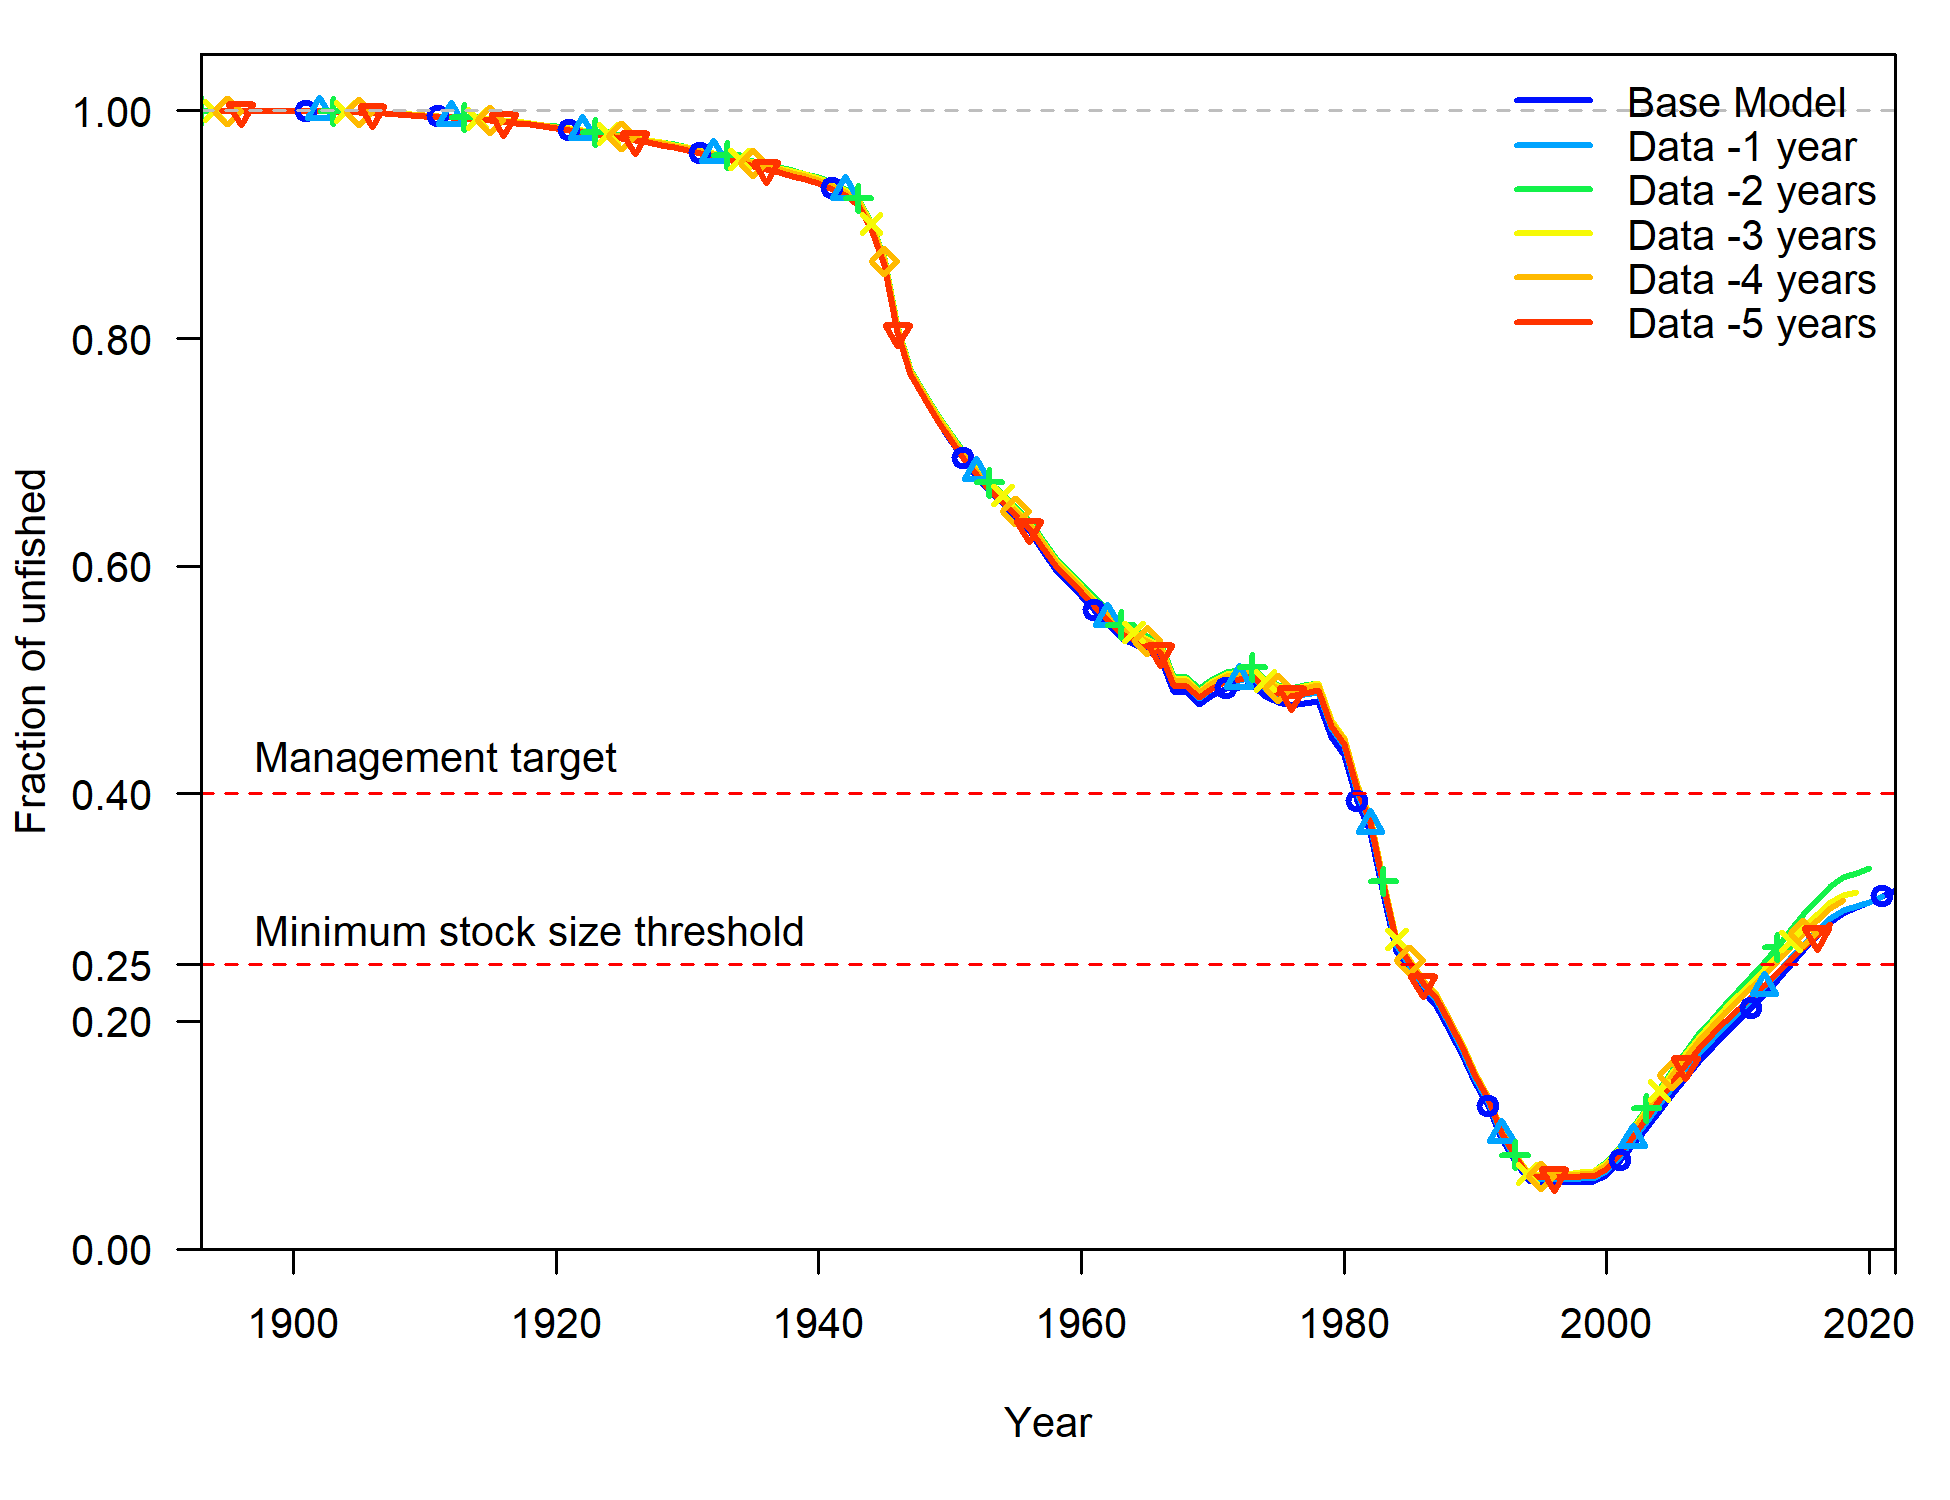 Base Model
Data -1 year
Data -2 years
Data -3 years
Data -4 years
Data -5 years
Management target
Minimum stock size threshold
Fraction of unfished
1.00
0.80
0.60
0.40
0.25
0.20
0.00
1900
1920
1940
1960
1980
2000
2020
Year